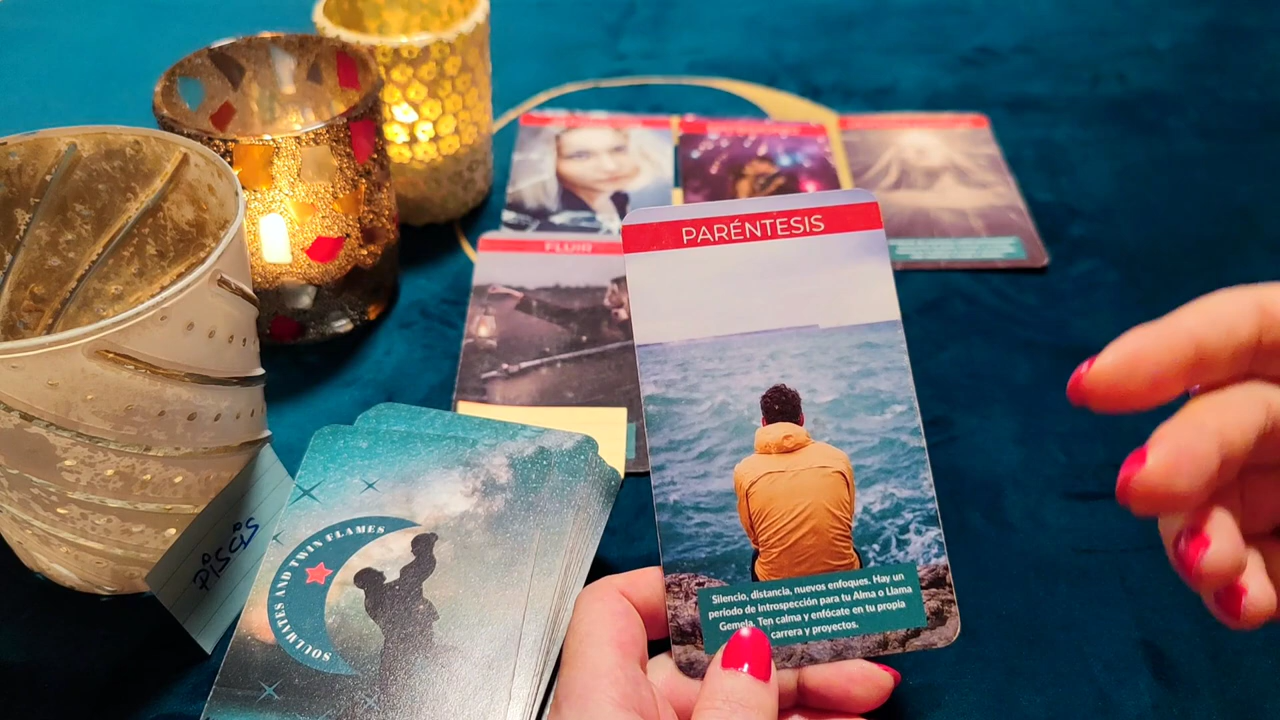 PARÉNTESIS
FLUIR
Silencio, distancia, nuevos enfoques. Hay un
periodo de introspección para tu Alma o Llama
Gemela. Ten calma y enfócate en tu propia
carrera y proyectos.
SOULMATES AND TWIN FLAMES
PISCIS